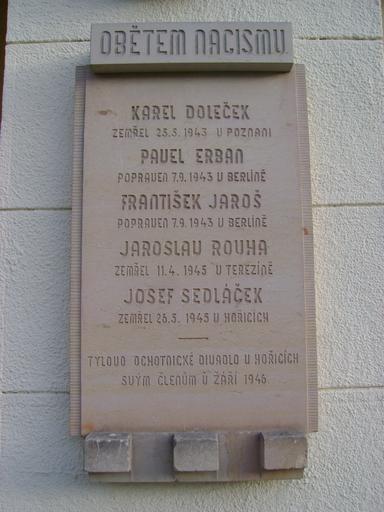 OBĚTEM NACISMU
KAREL DOLEČEK
ZEMŘEL 25.5.1943 U POZNANI
PAVEL ERBAN
POPRAVEN 7.9.1943 U BERLÍNĚ
FRANTIŠEK JAROŠ
POPRAVEN 7.9.1943 U BERLÍNĚ
JAROSLAV ROUHA
ZEMŘEL 11.4.1945 V TEREZÍNĚ
JOSEF SEDLÁČEK
ZEMŘEL 26.5.1945 V HOŘICÍCH
TYLOVO OCHOTNICKÉ DIVADLO V HOŘICÍCH
SVÝM ČLENŮM V ZÁŘÍ 1946